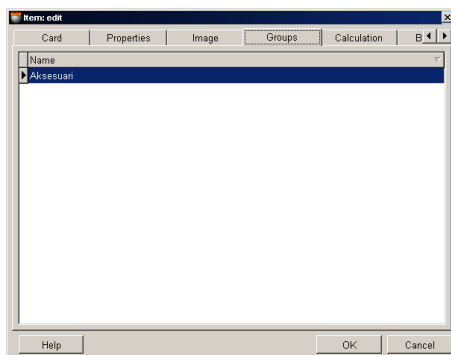 Item: edit
Card Properties Image Groups Calculation B
Name
Aksesuari
Help OK Cancel